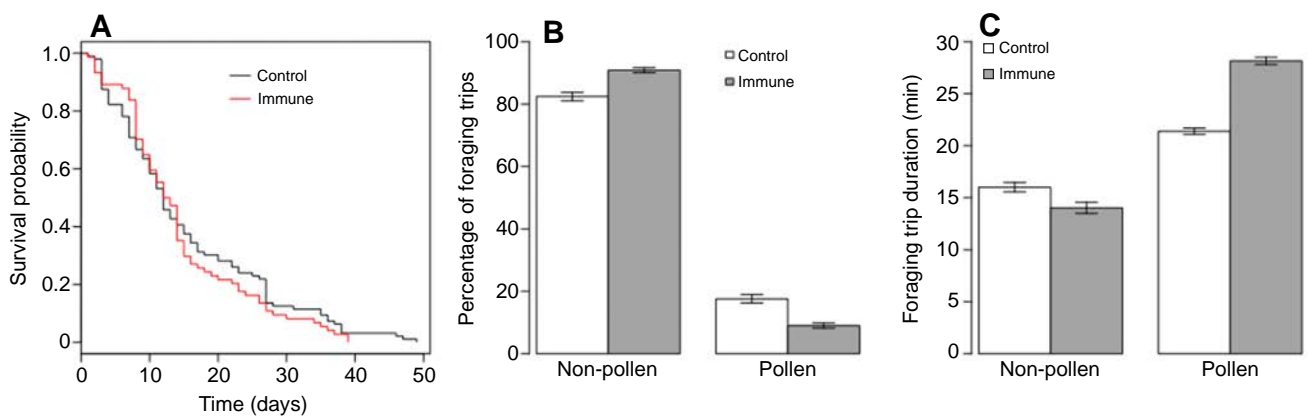 A
Survival probability
1.0
0.8
0.6
0.4
0.2
0
Control
Immune
0 10 20 30 40 50
Time (days)
B
Percentage of foraging trips
100
80
60
40
20
0
Control
Immune
Non-pollen Pollen
C
Foraging trip duration (min)
30
25
20
15
10
5
0
Control
Immune
Non-pollen Pollen